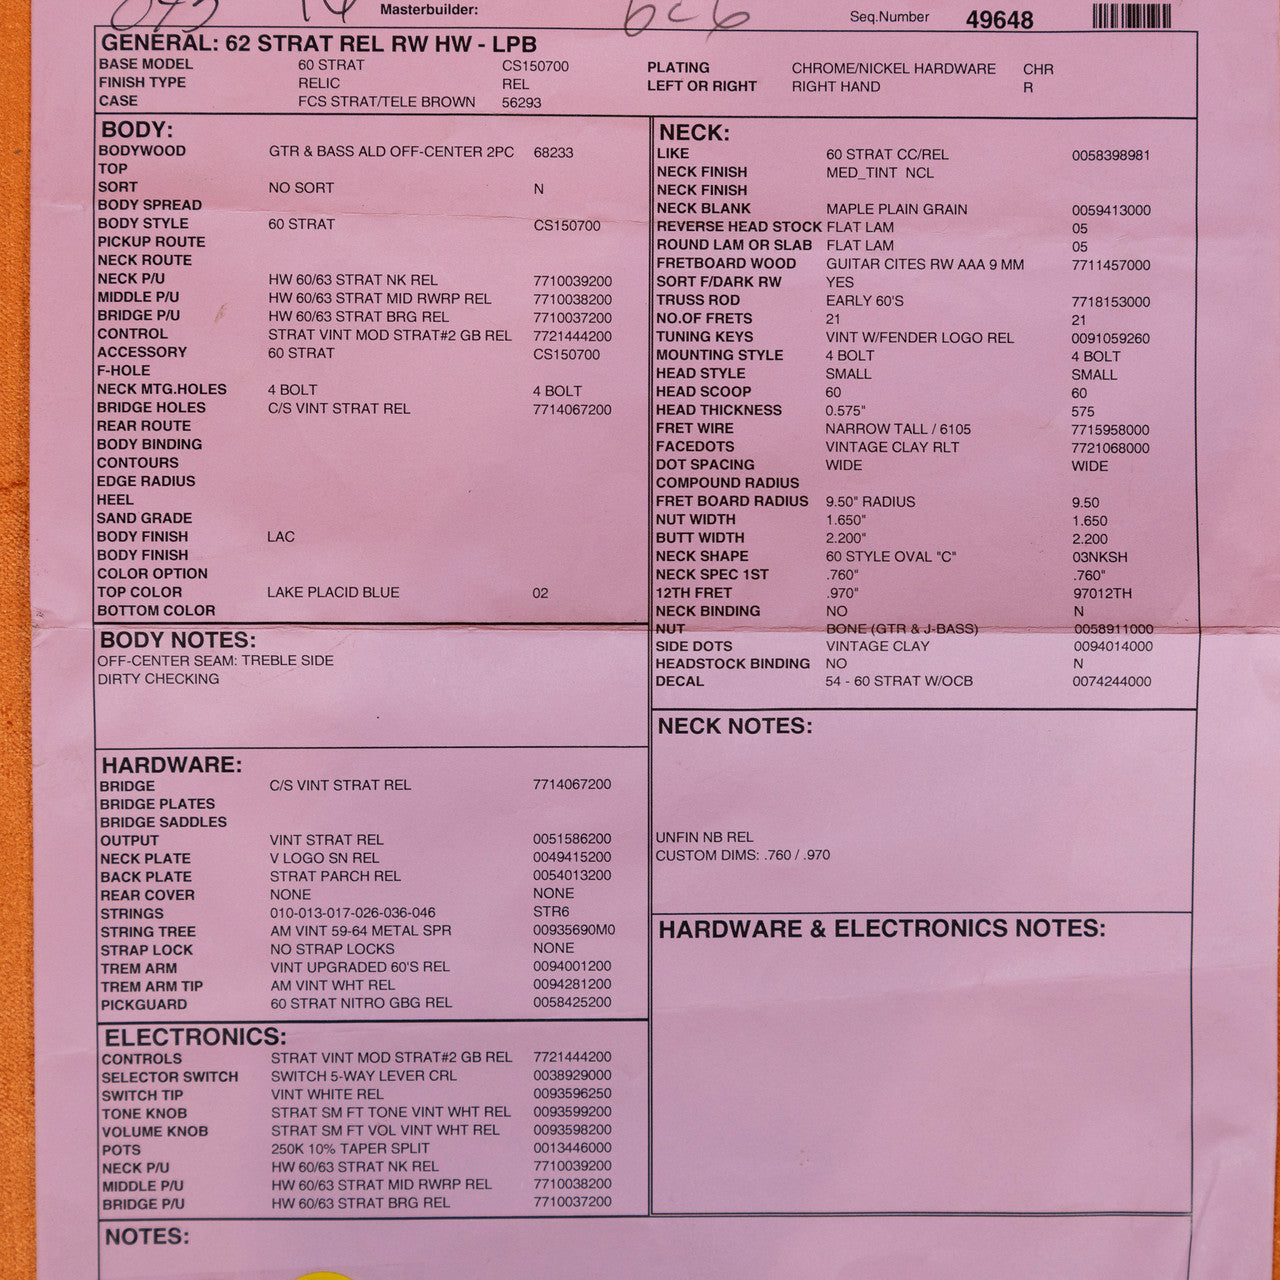 Masterbuilder:
Seq.Number 49648
GENERAL: 62 STRAT REL RW HW - LPB
BASE MODEL 60 STRAT CS150700
FINISH TYPE RELIC REL
CASE FCS STRAT/TELE BROWN 56293
PLATING CHROME/NICKEL HARDWARE CHR
LEFT OR RIGHT RIGHT HAND R
BODY:
BODYWOOD GTR & BASS ALD OFF-CENTER 2PC 68233
TOP
SORT NO SORT N
BODY SPREAD
BODY STYLE 60 STRAT CS150700
PICKUP ROUTE
NECK ROUTE
NECK P/U HW 60/63 STRAT NK REL 7710039200
MIDDLE P/U HW 60/63 STRAT MID RWRP REL 7710038200
BRIDGE P/U HW 60/63 STRAT BRG REL 7710037200
CONTROL STRAT VINT MOD STRAT#2 GB REL 7721444200
ACCESSORY 60 STRAT CS150700
F-HOLE
NECK MTG.HOLES 4 BOLT 4 BOLT
BRIDGE HOLES C/S VINT STRAT REL 7714067200
REAR ROUTE
BODY BINDING
CONTOURS
EDGE RADIUS
HEEL
SAND GRADE
BODY FINISH LAC
BODY FINISH
COLOR OPTION
TOP COLOR LAKE PLACID BLUE 02
BOTTOM COLOR
BODY NOTES:
OFF-CENTER SEAM: TREBLE SIDE
DIRTY CHECKING
HARDWARE:
BRIDGE C/S VINT STRAT REL 7714067200
BRIDGE PLATES
BRIDGE SADDLES
OUTPUT VINT STRAT REL 0051586200
NECK PLATE V LOGO SN REL 0049415200
BACK PLATE STRAT PARCH REL 0054013200
REAR COVER NONE NONE
STRINGS 010-013-017-026-036-046 STR6
STRING TREE AM VINT 59-64 METAL SPR 00935690M0
STRAP LOCK NO STRAP LOCKS NONE
TREM ARM VINT UPGRADED 60'S REL 0094001200
TREM ARM TIP AM VINT WHT REL 0094281200
PICKGUARD 60 STRAT NITRO GBG REL 0058425200
ELECTRONICS:
CONTROLS STRAT VINT MOD STRAT#2 GB REL 7721444200
SELECTOR SWITCH SWITCH 5-WAY LEVER CRL 0038929000
SWITCH TIP VINT WHITE REL 0093596250
TONE KNOB STRAT SM FT TONE VINT WHT REL 0093599200
VOLUME KNOB STRAT SM FT VOL VINT WHT REL 0093598200
POTS 250K 10% TAPER SPLIT 0013446000
NECK P/U HW 60/63 STRAT NK REL 7710039200
MIDDLE P/U HW 60/63 STRAT MID RWRP REL 7710038200
BRIDGE P/U HW 60/63 STRAT BRG REL 7710037200
NECK:
LIKE 60 STRAT CC/REL 0058398981
NECK FINISH MED_TINT NCL
NECK FINISH
NECK BLANK MAPLE PLAIN GRAIN 0059413000
REVERSE HEAD STOCK FLAT LAM 05
ROUND LAM OR SLAB FLAT LAM 05
FRETBOARD WOOD GUITAR CITES RW AAA 9 MM 7711457000
SORT F/DARK RW YES
TRUSS ROD EARLY 60'S 7718153000
NO.OF FRETS 21 21
TUNING KEYS VINT W/FENDER LOGO REL 0091059260
MOUNTING STYLE 4 BOLT 4 BOLT
HEAD STYLE SMALL SMALL
HEAD SCOOP 60 60
HEAD THICKNESS 0.575" 575
FRET WIRE NARROW TALL / 6105 7715958000
FACEDOTS VINTAGE CLAY RLT 7721068000
DOT SPACING WIDE WIDE
COMPOUND RADIUS
FRET BOARD RADIUS 9.50" RADIUS 9.50
NUT WIDTH 1.650" 1.650
BUTT WIDTH 2.200" 2.200
NECK SHAPE 60 STYLE OVAL "C" 03NKSH
NECK SPEC 1ST .760" .760"
12TH FRET .970" 97012TH
NECK BINDING NO N
NUT BONE (GTR & J-BASS) 0058911000
SIDE DOTS VINTAGE CLAY 0094014000
HEADSTOCK BINDING NO N
DECAL 54 - 60 STRAT W/OCB 0074244000
NECK NOTES:
UNFIN NB REL
CUSTOM DIMS: .760 / .970
HARDWARE & ELECTRONICS NOTES:
NOTES: